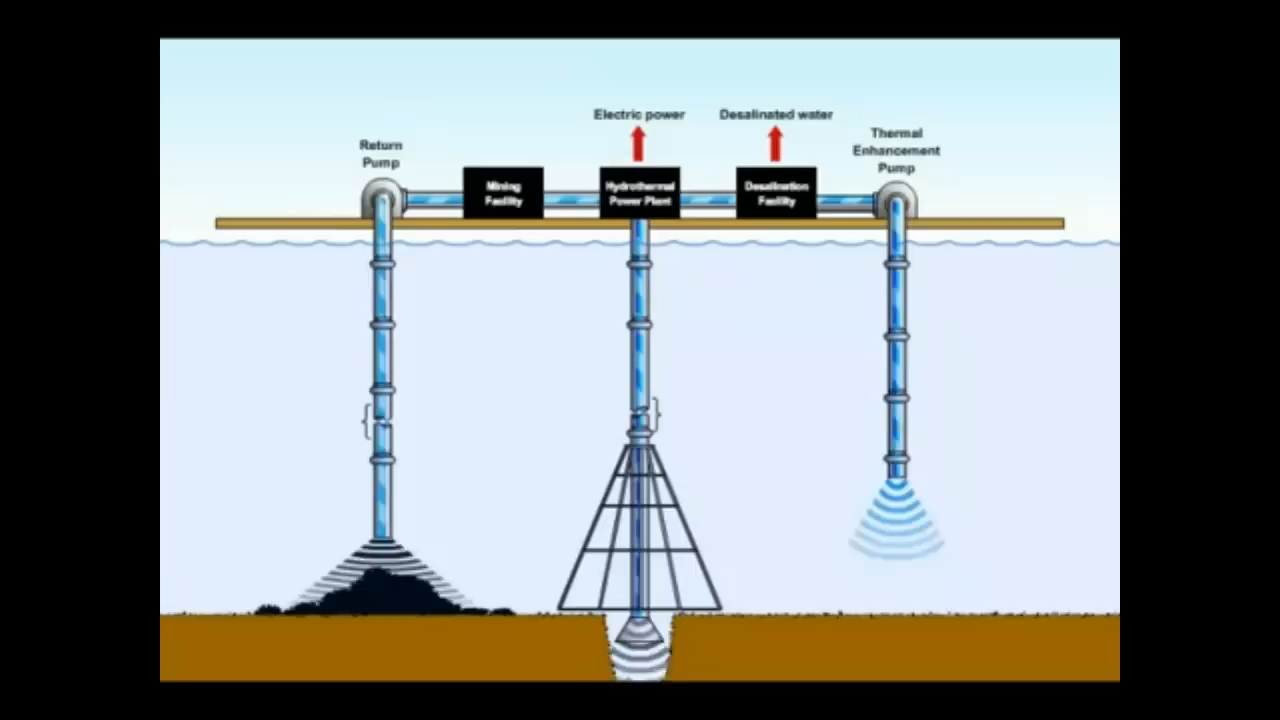 Electric power
Desalinated water
Return
Pump
Thermal
Enhancement
Pump
Mining
Facility
Hydrothermal
Power Plant
Desalination
Facility